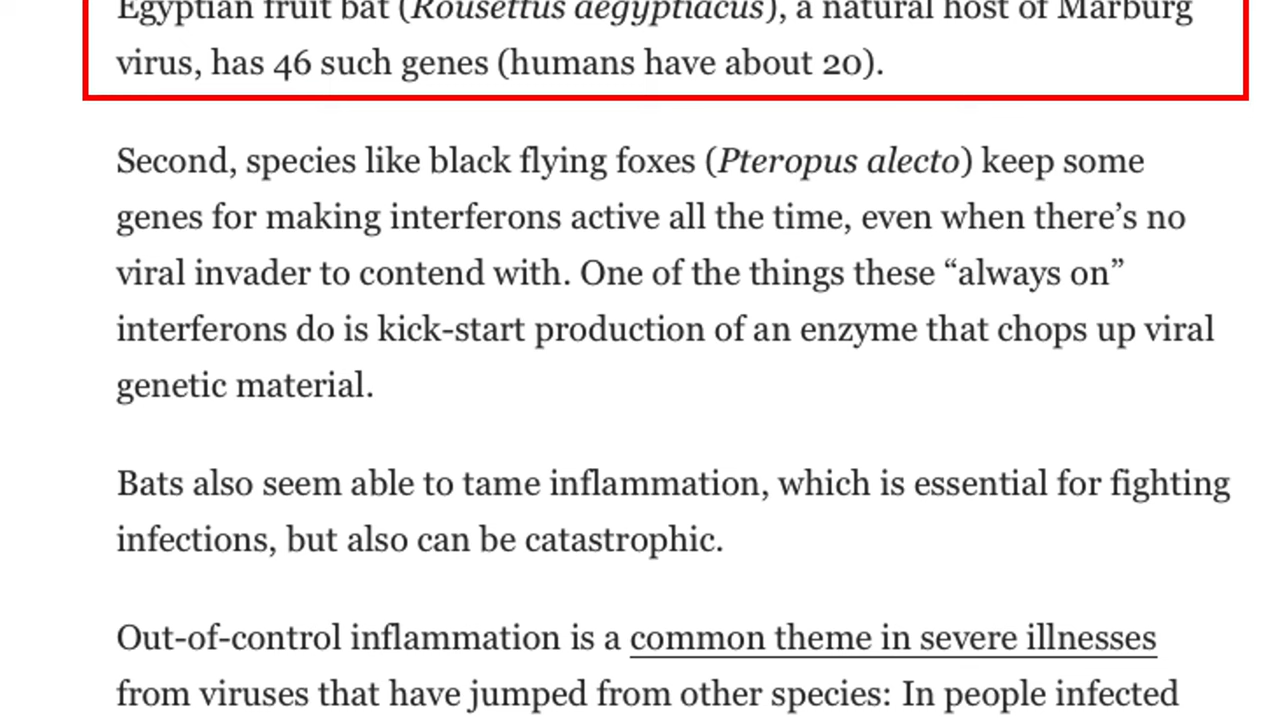 Egyptian fruit bat (Rousettus aegyptiacus), a natural host of Marburg
virus, has 46 such genes (humans have about 20).
Second, species like black flying foxes (Pteropus alecto) keep some
genes for making interferons active all the time, even when there’s no
viral invader to contend with. One of the things these “always on”
interferons do is kick-start production of an enzyme that chops up viral
genetic material.
Bats also seem able to tame inflammation, which is essential for fighting
infections, but also can be catastrophic.
Out-of-control inflammation is a common theme in severe illnesses
from viruses that have jumped from other species: In people infected